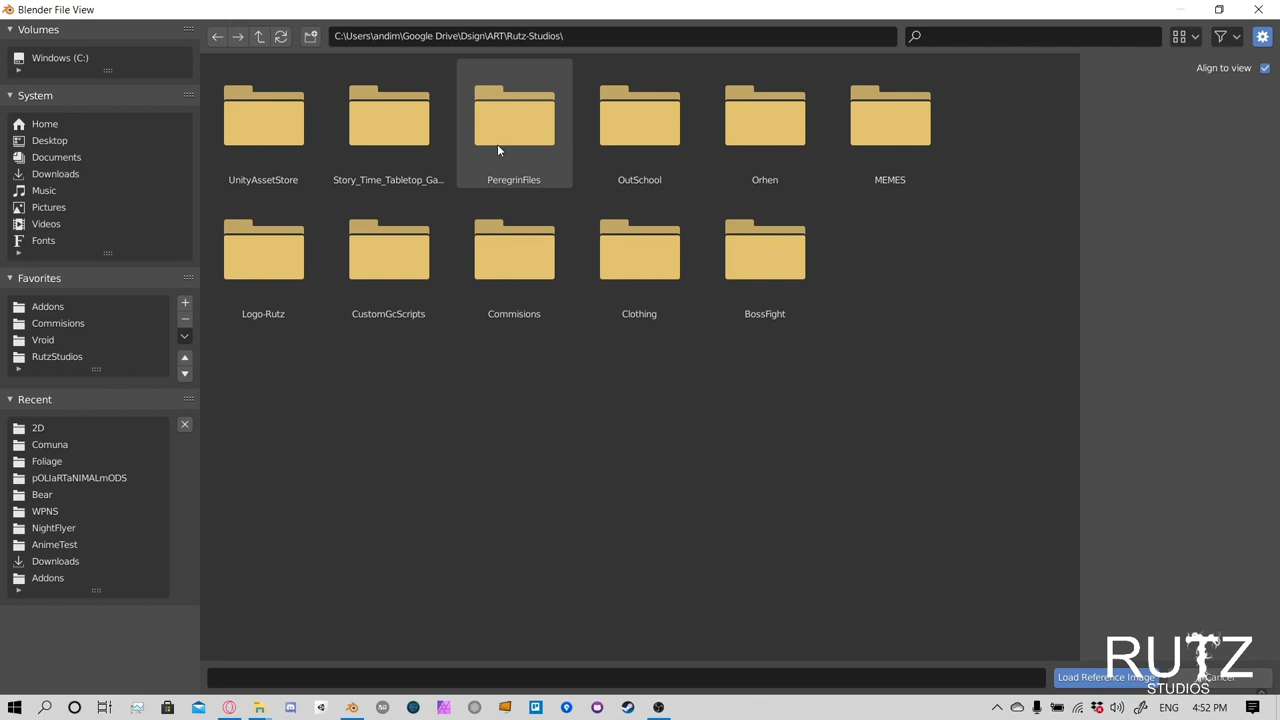 Blender File View
Volumes
C:\Users\andim\Google Drive\Dsign\ART\Rutz-Studios\
Windows (C:)
Align to view
System
Home
Desktop
Documents
Downloads
Music
Pictures
Videos
Fonts
UnityAssetStore
Story_Time_Tabletop_Ga...
PeregrinFiles
OutSchool
Orhen
MEMES
Favorites
Addons
Commisions
Vroid
RutzStudios
Logo-Rutz
CustomGcScripts
Commisions
Clothing
BossFight
Recent
2D
Comuna
Foliage
pOLIaRTaNIMALmODS
Bear
WPNS
NightFlyer
AnimeTest
Downloads
Addons
Load Reference Image
Cancel
RUTZ
STUDIOS
ENG
4:52 PM